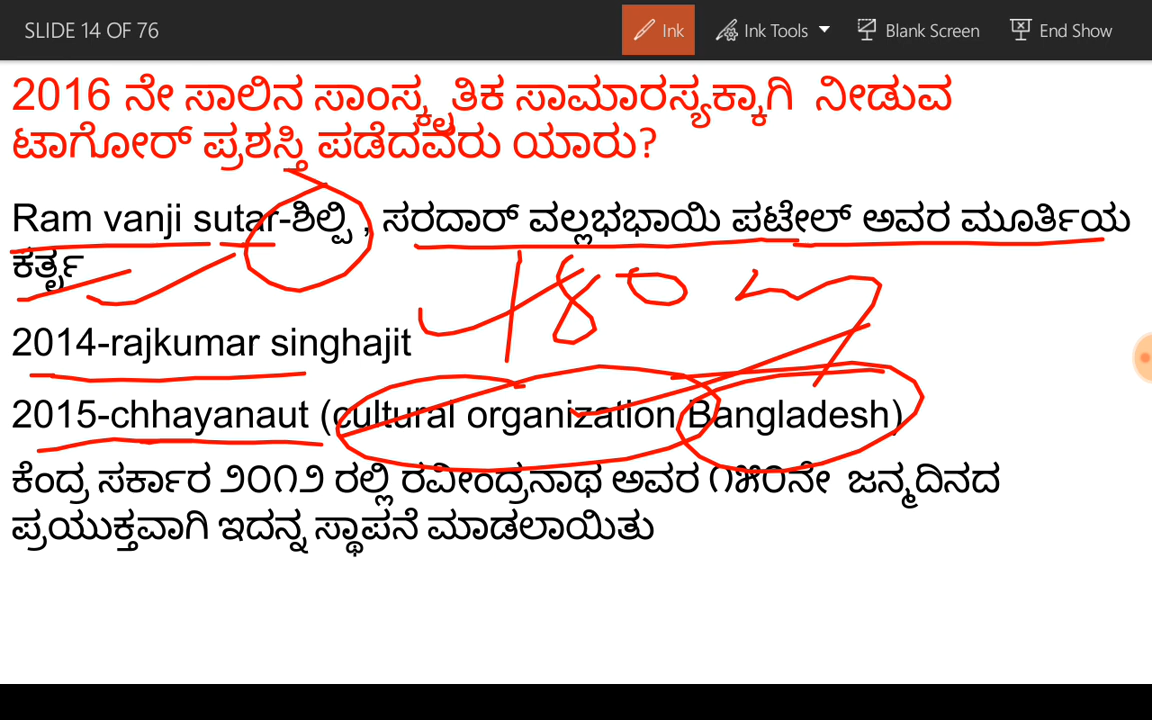 SLIDE 14 OF 76
Ink
Ink Tools
Blank Screen
End Show
2016 ನೇ ಸಾಲಿನ ಸಾಂಸ್ಕೃತಿಕ ಸಾಮಾರಸ್ಯಕ್ಕಾಗಿ ನೀಡುವ
ಟಾಗೋರ್ ಪ್ರಶಸ್ತಿ ಪಡೆದವರು ಯಾರು?
Ram vanji sutar-ಶಿಲ್ಪಿ , ಸರದಾರ್ ವಲ್ಲಭಭಾಯಿ ಪಟೇಲ್ ಅವರ ಮೂರ್ತಿಯ
ಕರ್ತೃ
180
2014-rajkumar singhajit
2015-chhayanaut (cultural organization Bangladesh)
ಕೆಂದ್ರ ಸರ್ಕಾರ ೨೦೧೨ ರಲ್ಲಿ ರವೀಂದ್ರನಾಥ ಅವರ ೧೫೦ನೇ ಜನ್ಮದಿನದ
ಪ್ರಯುಕ್ತವಾಗಿ ಇದನ್ನ ಸ್ಥಾಪನೆ ಮಾಡಲಾಯಿತು